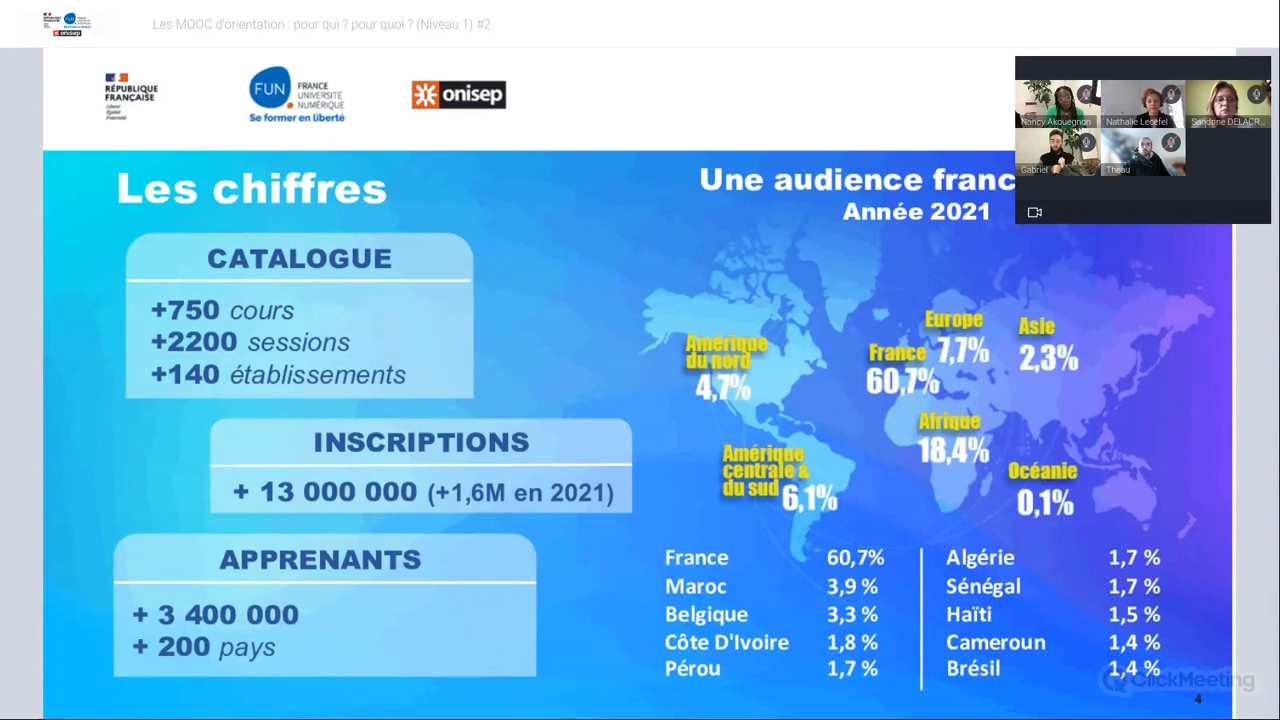 Les MOOC d'orientation : pour qui ? pour quoi ? (Niveau 1) #2
onisep
RÉPUBLIQUE
FRANÇAISE
Liberté
Égalité
Fraternité
FUN
FRANCE
UNIVERSITÉ
NUMÉRIQUE
Se former en liberté
onisep
Nancy Akouegnon
Nathalie Lecefel
Sandrine DELACR...
Gabriel
Theau
Les chiffres
CATALOGUE
+750 cours
+2200 sessions
+140 établissements
INSCRIPTIONS
+ 13 000 000 (+1,6M en 2021)
APPRENANTS
+ 3 400 000
+ 200 pays
Une audience franc
Année 2021
Amérique
du nord
4,7%
Europe
7,7%
France
60,7%
Asie
2,3%
Afrique
18,4%
Amérique
centrale &
du sud
6,1%
Océanie
0,1%
France 60,7%
Maroc 3,9 %
Belgique 3,3 %
Côte D'Ivoire 1,8 %
Pérou 1,7 %
Algérie 1,7 %
Sénégal 1,7 %
Haïti 1,5 %
Cameroun 1,4 %
Brésil 1,4 %
ClickMeeting
4